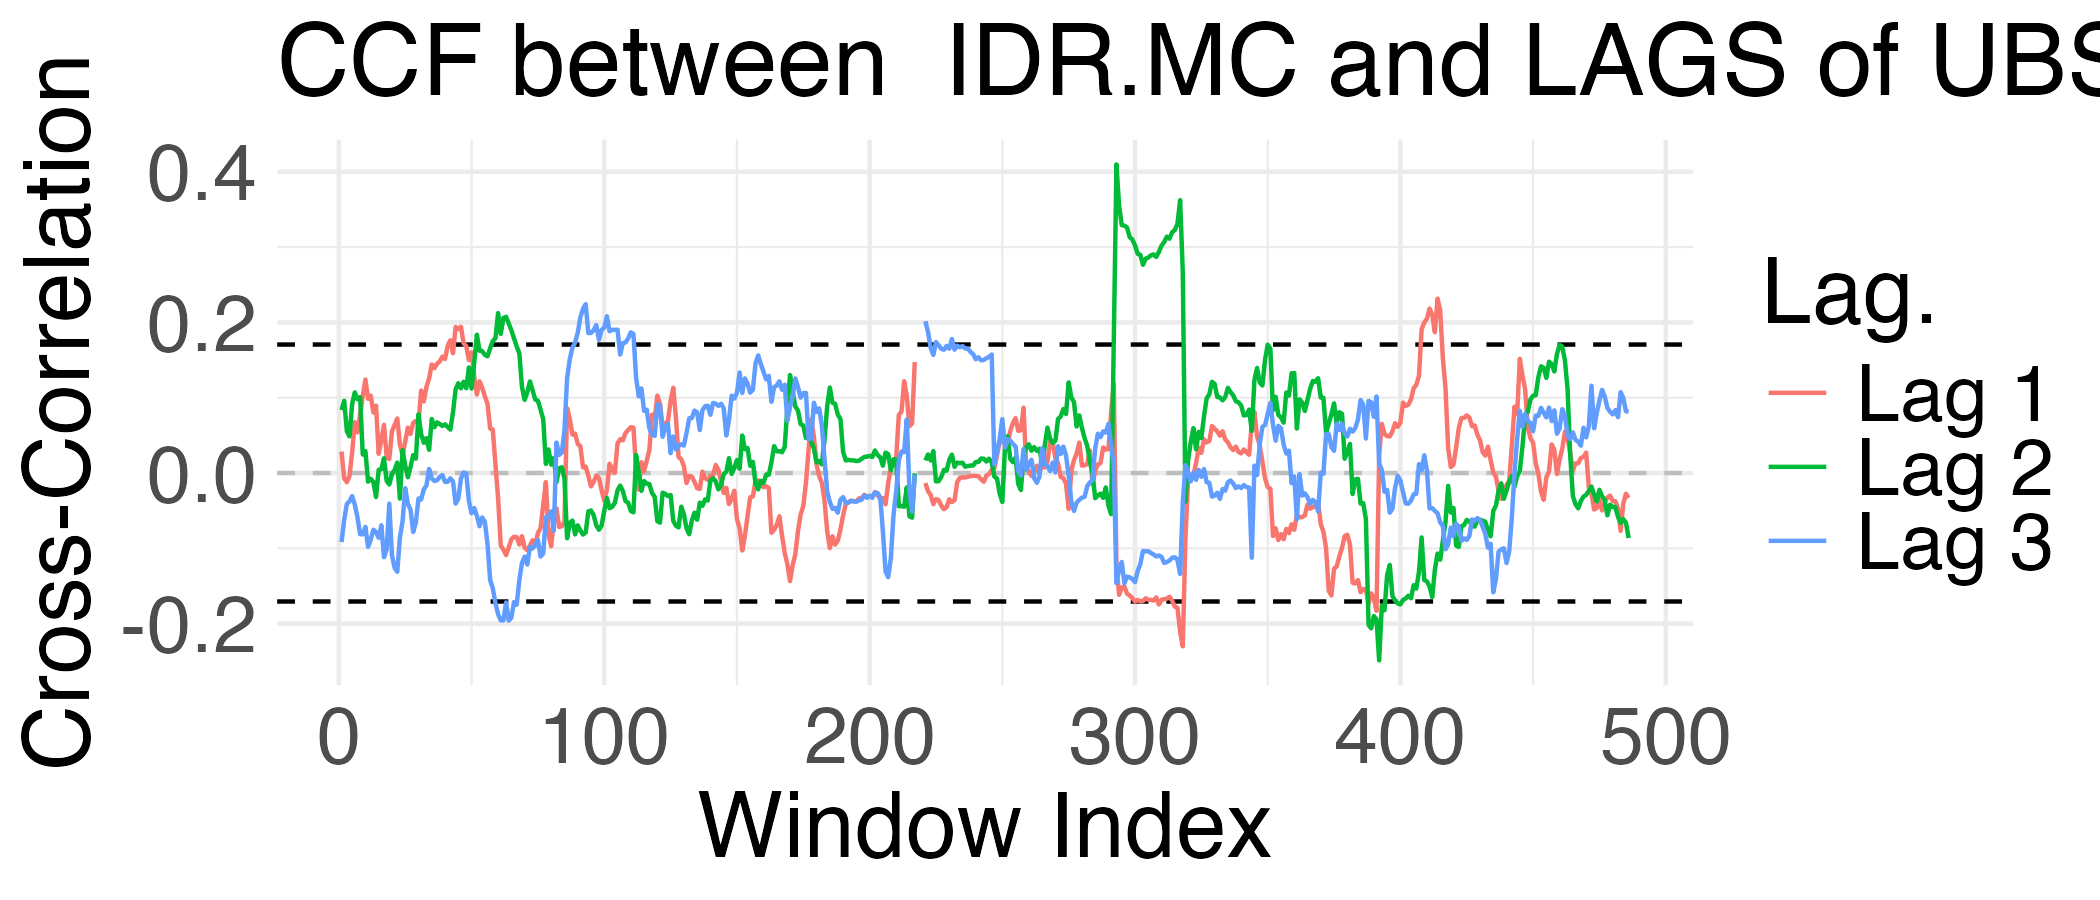 CCF between  IDR.MC and LAGS of UBS
Cross-Correlation
0.4
0.2
0.0
-0.2
0
100
200
300
400
500
Window Index
Lag.
Lag 1
Lag 2
Lag 3